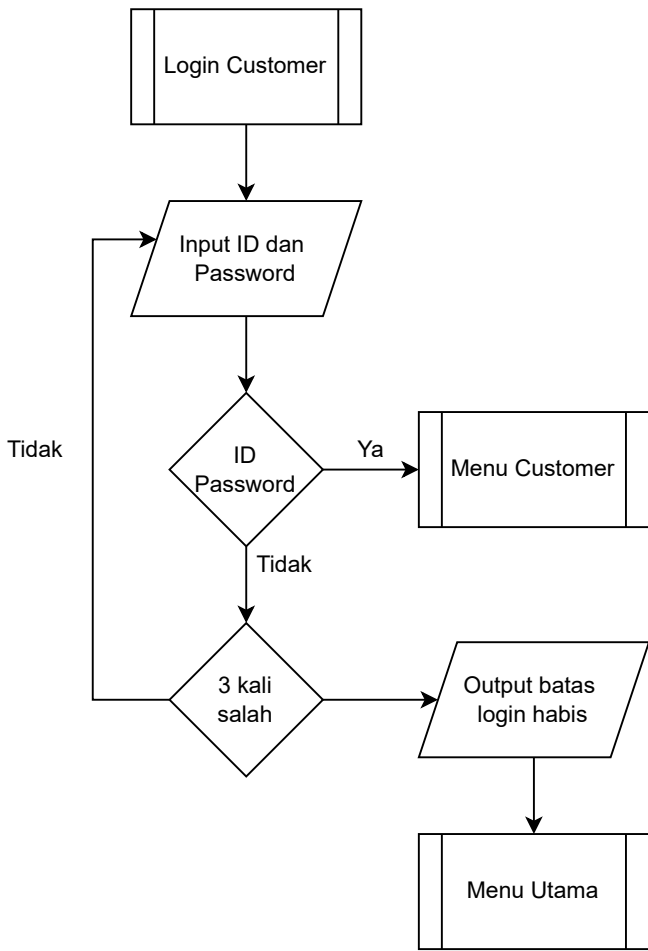 Login Customer
Input ID dan
Password
Tidak
ID
Password
Ya
Menu Customer
Tidak
3 kali
salah
Output batas
login habis
Menu Utama